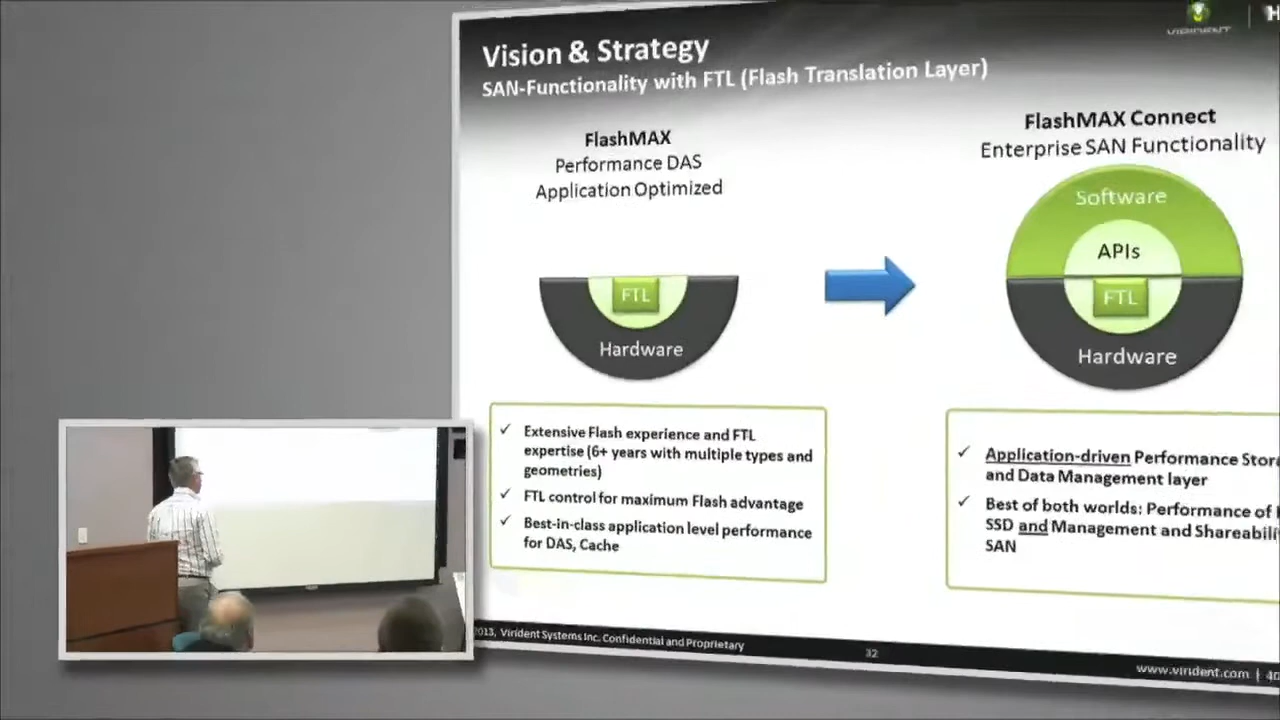 VIRIDENT
Vision & Strategy
SAN-Functionality with FTL (Flash Translation Layer)
FlashMAX
Performance DAS
Application Optimized
FTL
Hardware
FlashMAX Connect
Enterprise SAN Functionality
Software
APIs
FTL
Hardware
✓ Extensive Flash experience and FTL
expertise (6+ years with multiple types and
geometries)
✓ FTL control for maximum Flash advantage
✓ Best-in-class application level performance
for DAS, Cache
✓ Application-driven Performance Stor
and Data Management layer
✓ Best of both worlds: Performance of
SSD and Management and Shareabili
SAN
2013, Virident Systems Inc. Confidential and Proprietary
32
www.virident.com | 40